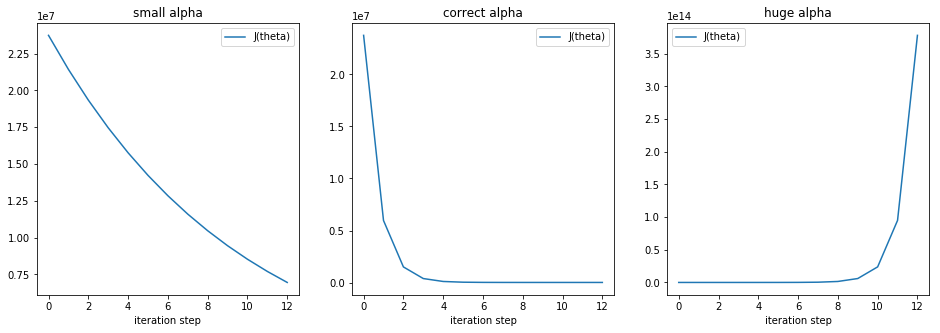 small alpha
1e7
J(theta)
2.25
2.00
1.75
1.50
1.25
1.00
0.75
0 2 4 6 8 10 12
iteration step
correct alpha
1e7
J(theta)
2.0
1.5
1.0
0.5
0.0
0 2 4 6 8 10 12
iteration step
huge alpha
1e14
J(theta)
3.5
3.0
2.5
2.0
1.5
1.0
0.5
0.0
0 2 4 6 8 10 12
iteration step